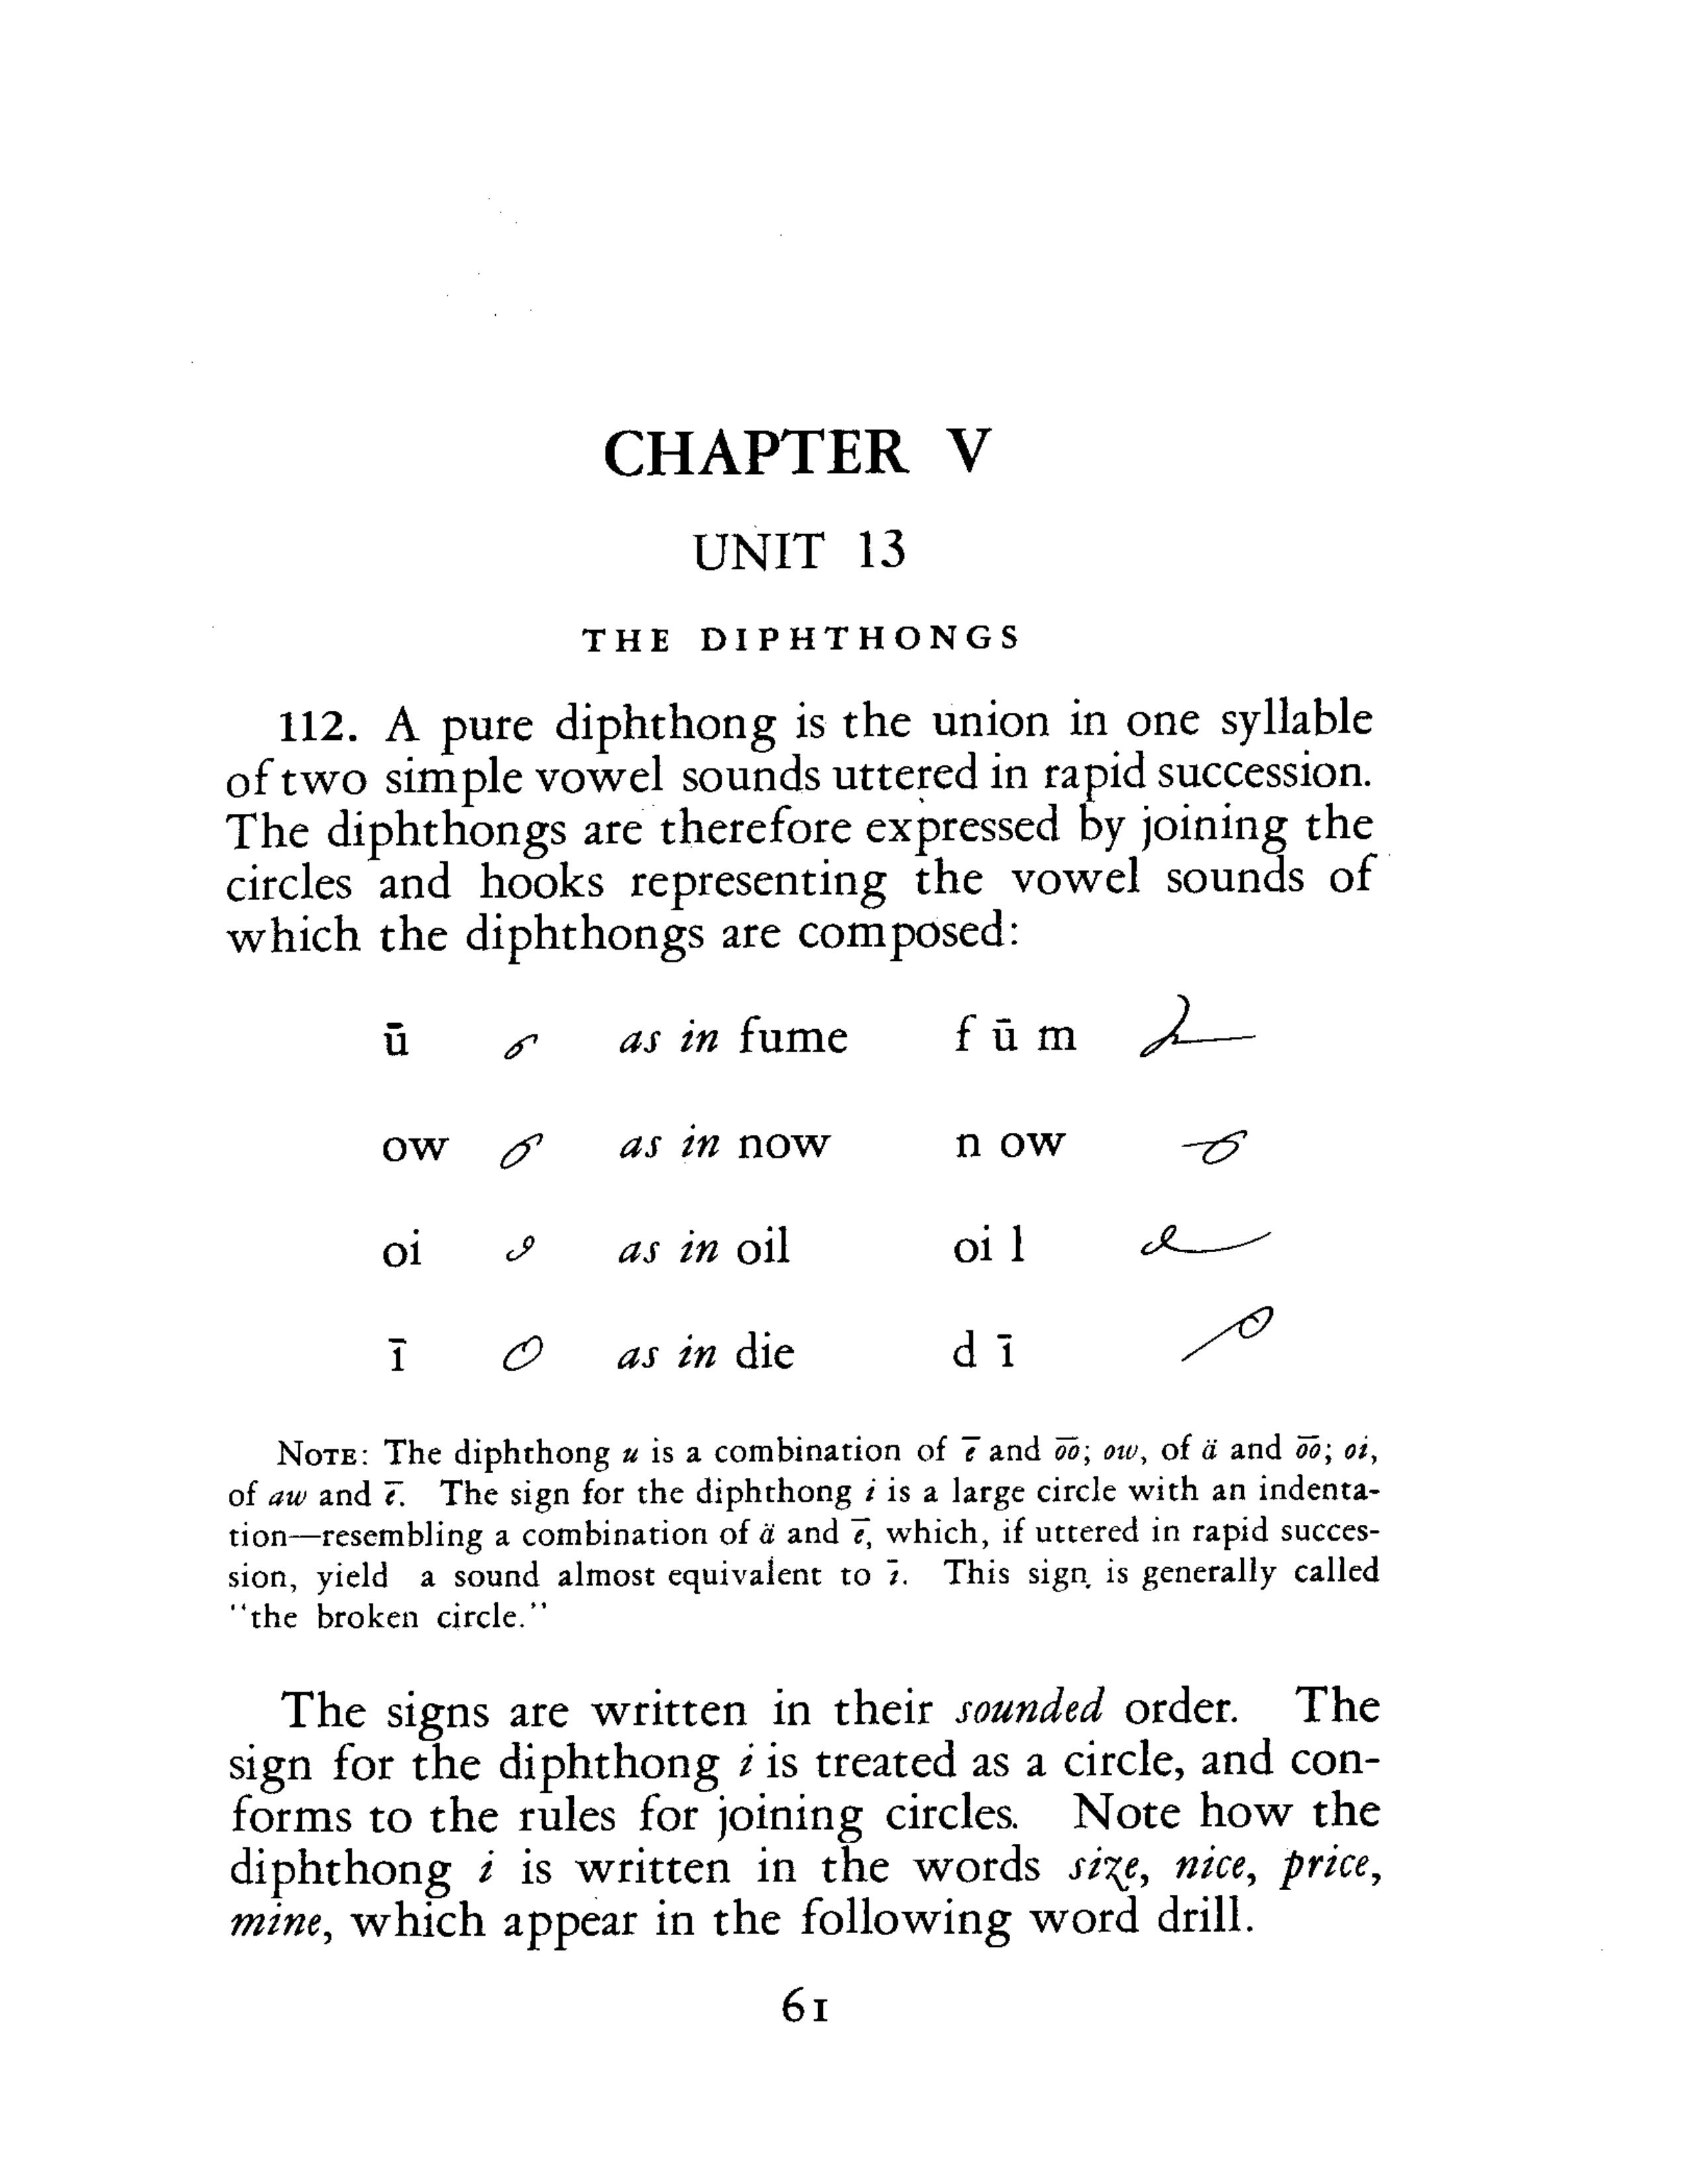 CHAPTER V
UNIT 13
THE DIPHTHONGS
112. A pure diphthong is the union in one syllable
of two simple vowel sounds uttered in rapid succession.
The diphthongs are therefore expressed by joining the
circles and hooks representing the vowel sounds of
which the diphthongs are composed:
ū as in fume f ū m
ow as in now n ow
oi as in oil oi l
ī as in die d ī
NOTE: The diphthong u is a combination of ē and o͞o; ow, of ä and o͞o; oi,
of aw and ē. The sign for the diphthong i is a large circle with an indenta-
tion—resembling a combination of ä and ē, which, if uttered in rapid succes-
sion, yield a sound almost equivalent to ī. This sign is generally called
"the broken circle."
The signs are written in their sounded order. The
sign for the diphthong i is treated as a circle, and con-
forms to the rules for joining circles. Note how the
diphthong i is written in the words size, nice, price,
mine, which appear in the following word drill.
61